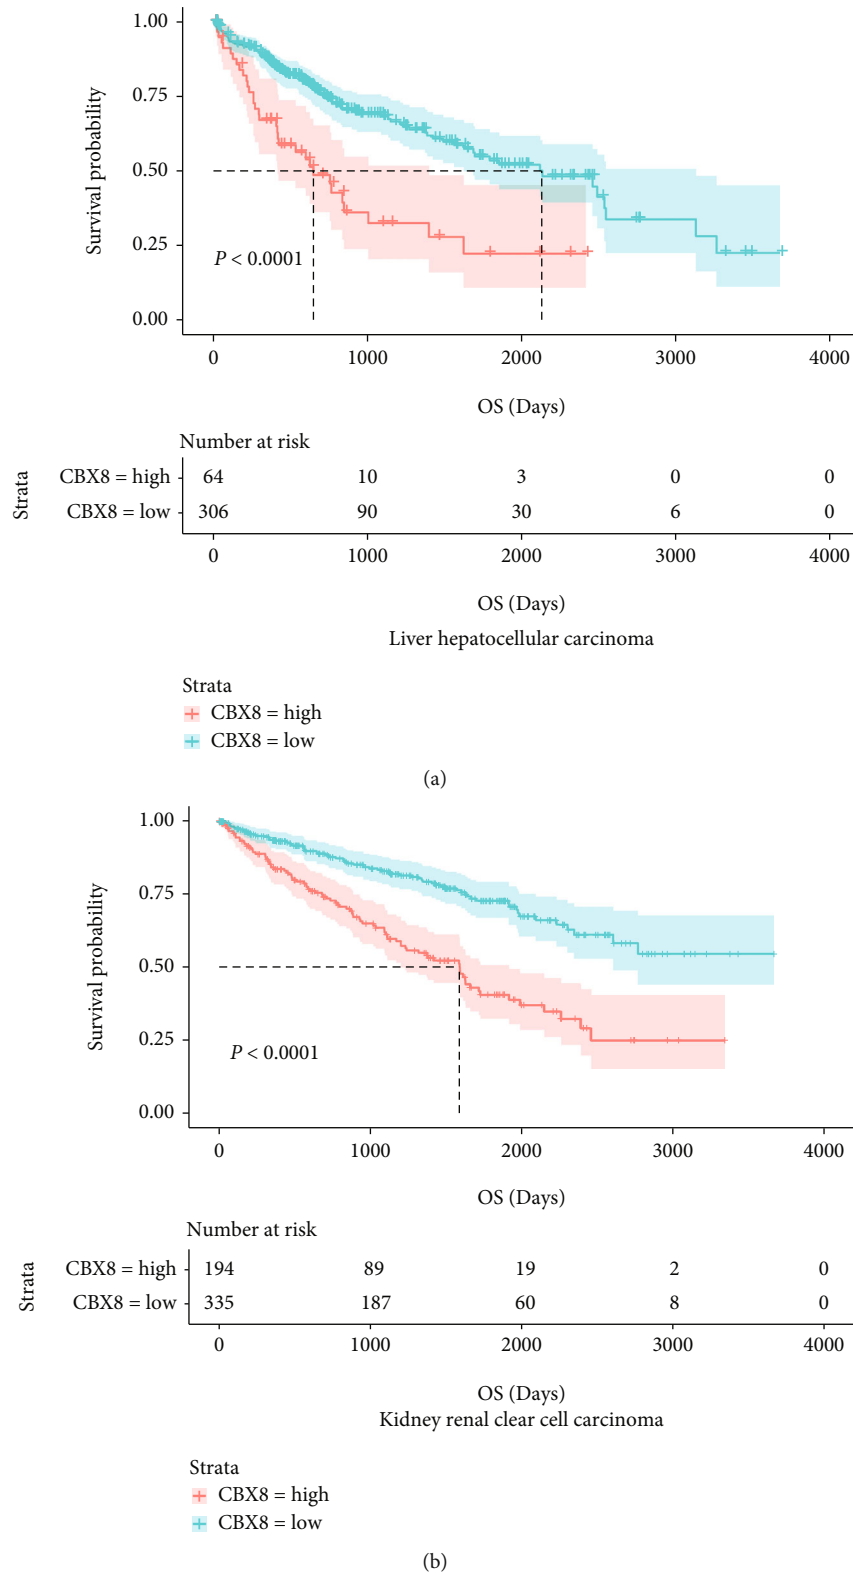 1.00
0.75
0.50
0.25
0.00
Survival probability
P < 0.0001
0 1000 2000 3000 4000
OS (Days)
Number at risk
Strata
CBX8 = high 64 10 3 0 0
CBX8 = low 306 90 30 6 0
0 1000 2000 3000 4000
OS (Days)
Liver hepatocellular carcinoma
Strata
CBX8 = high
CBX8 = low
(a)
1.00
0.75
0.50
0.25
0.00
Survival probability
P < 0.0001
0 1000 2000 3000 4000
OS (Days)
Number at risk
Strata
CBX8 = high 194 89 19 2 0
CBX8 = low 335 187 60 8 0
0 1000 2000 3000 4000
OS (Days)
Kidney renal clear cell carcinoma
Strata
CBX8 = high
CBX8 = low
(b)